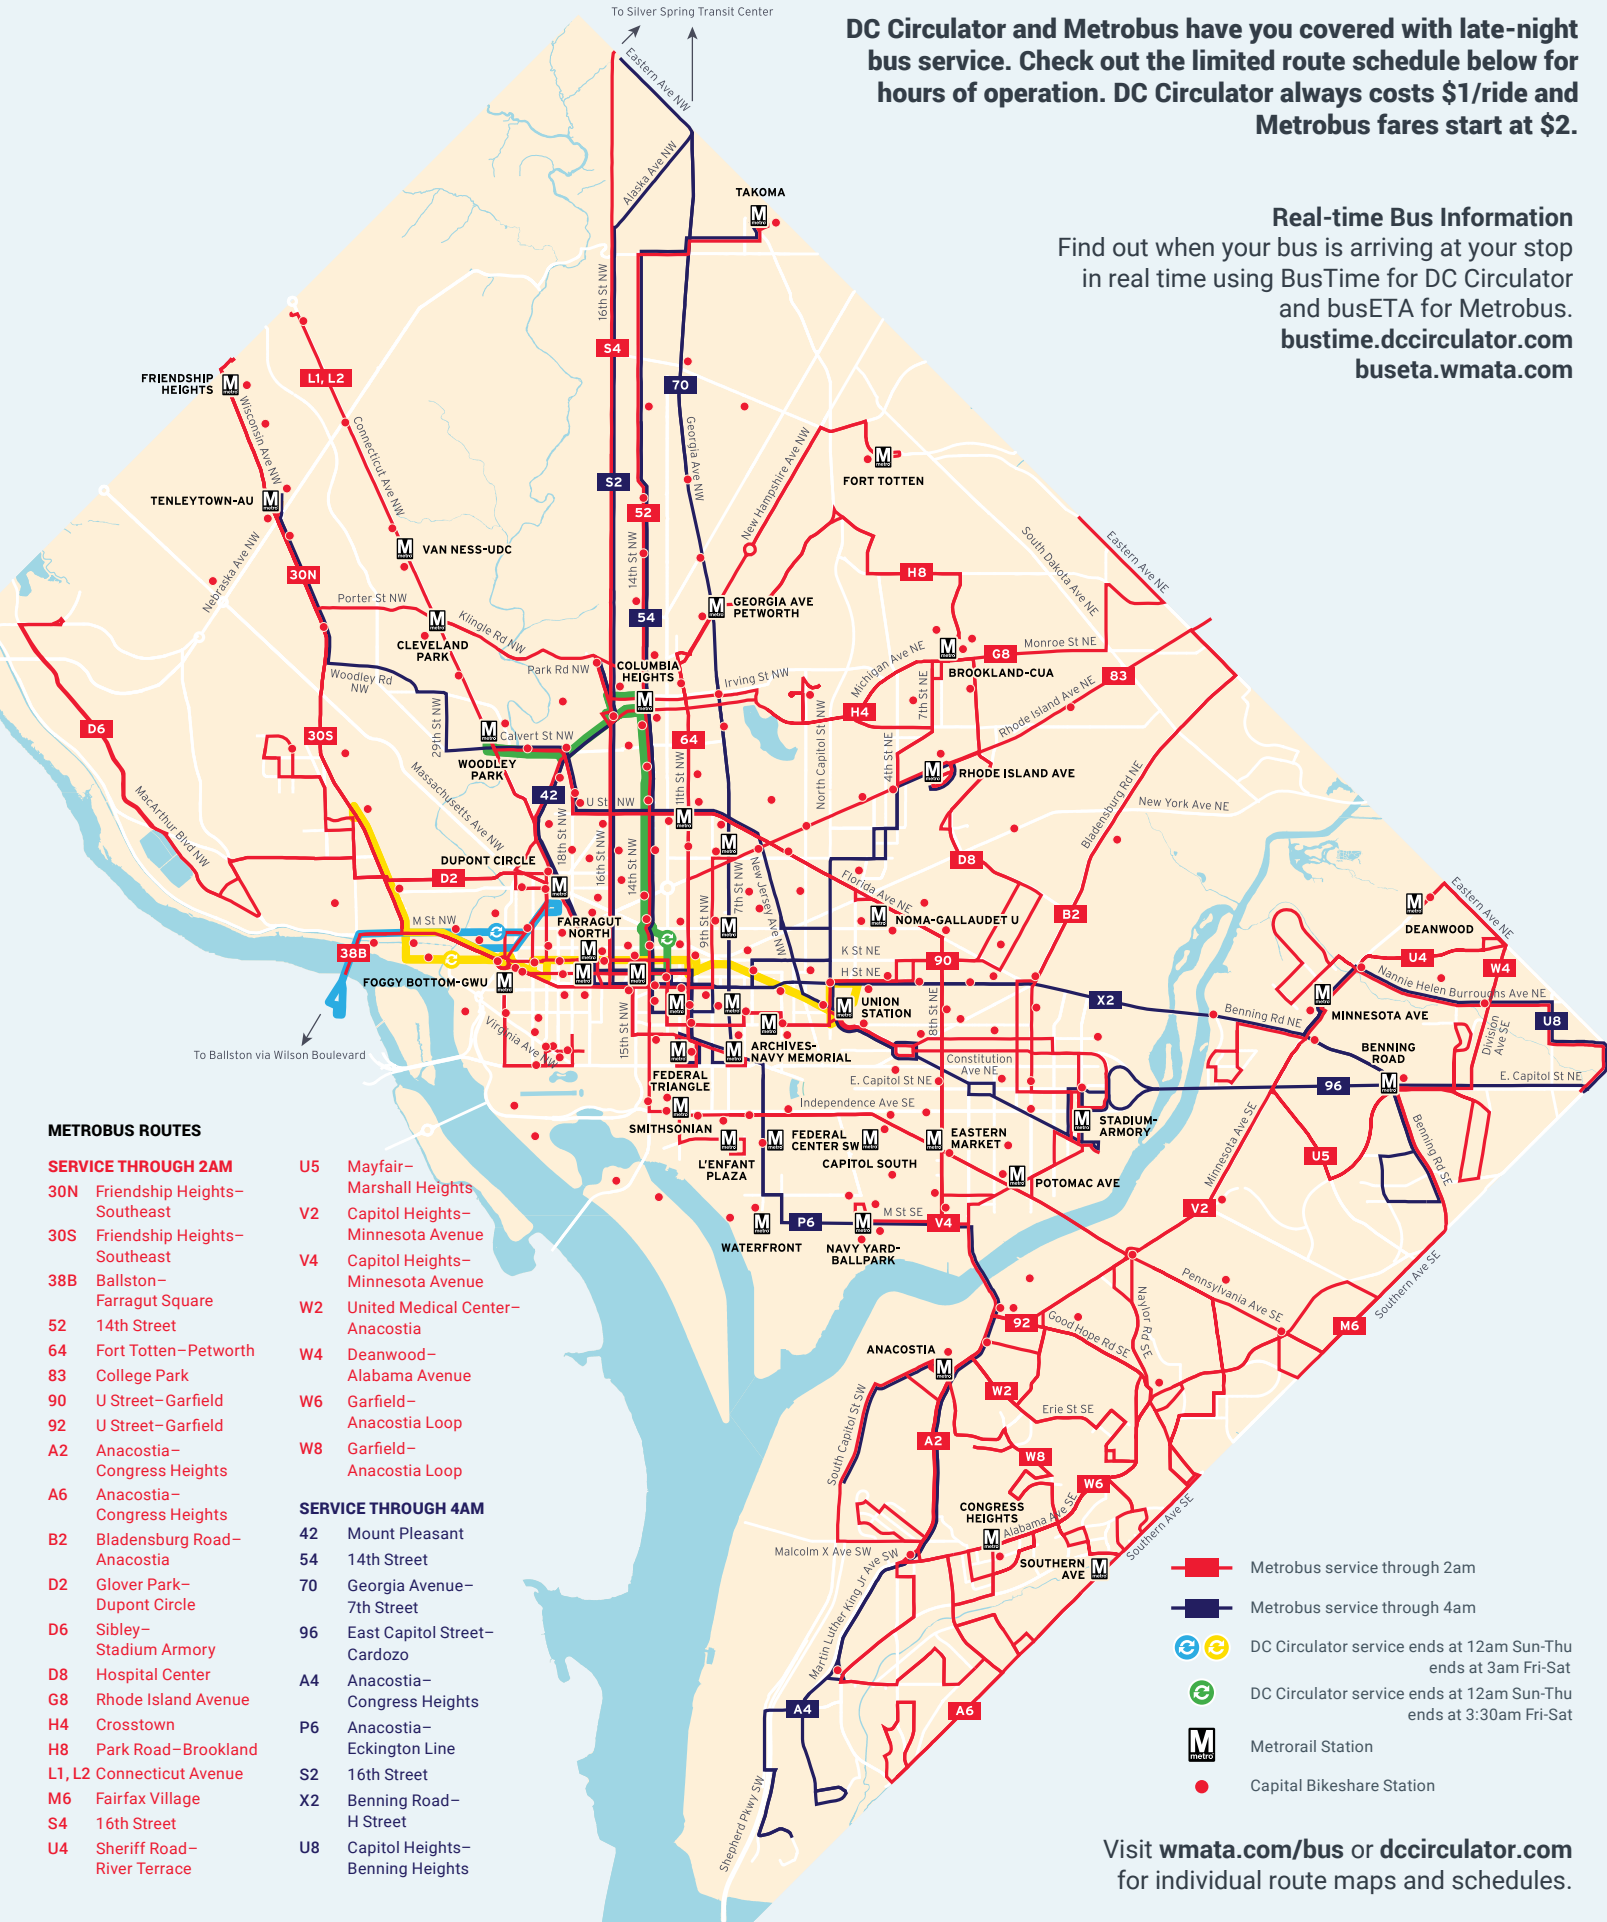 To Silver Spring Transit Center
DC Circulator and Metrobus have you covered with late-night
bus service. Check out the limited route schedule below for
hours of operation. DC Circulator always costs $1/ride and
Metrobus fares start at $2.
Real-time Bus Information
Find out when your bus is arriving at your stop
in real time using BusTime for DC Circulator
and busETA for Metrobus.
bustime.dccirculator.com
buseta.wmata.com
Eastern Ave NW
Alaska Ave NW
TAKOMA
16th St NW
S4
FRIENDSHIP
HEIGHTS
L1, L2
70
Wisconsin Ave NW
Connecticut Ave NW
Georgia Ave NW
New Hampshire Ave NW
FORT TOTTEN
TENLEYTOWN-AU
S2
52
VAN NESS-UDC
14th St NW
South Dakota Ave NE
Eastern Ave NE
Nebraska Ave NW
30N
H8
Porter St NW
54
GEORGIA AVE
PETWORTH
CLEVELAND
PARK
Klingle Rd NW
Park Rd NW
COLUMBIA
HEIGHTS
Michigan Ave NE
G8
Monroe St NE
BROOKLAND-CUA
83
Woodley Rd
NW
Irving St NW
7th St NE
Rhode Island Ave NE
H4
D6
30S
29th St NW
Calvert St NW
WOODLEY
PARK
64
North Capitol St NW
4th St NE
RHODE ISLAND AVE
11th St NW
MacArthur Blvd NW
Massachusetts Ave NW
42
U St NW
New York Ave NE
Bladensburg Rd NE
18th St NW
16th St NW
14th St NW
DUPONT CIRCLE
D2
7th St NW
New Jersey Ave NW
D8
Florida Ave NE
9th St NW
M St NW
FARRAGUT
NORTH
NOMA-GALLAUDET U
B2
DEANWOOD
Eastern Ave NE
38B
K St NE
H St NE
90
U4
W4
FOGGY BOTTOM-GWU
UNION
STATION
8th St NE
X2
Nannie Helen Burroughs Ave NE
Benning Rd NE
MINNESOTA AVE
U8
Virginia Ave NW
15th St NW
ARCHIVES-
NAVY MEMORIAL
Division
Ave SE
BENNING
ROAD
To Ballston via Wilson Boulevard
Constitution
Ave NE
FEDERAL
TRIANGLE
E. Capitol St NE
96
E. Capitol St NE
Independence Ave SE
SMITHSONIAN
FEDERAL
CENTER SW
EASTERN
MARKET
STADIUM-
ARMORY
Minnesota Ave SE
Benning Rd SE
L'ENFANT
PLAZA
CAPITOL SOUTH
U5
POTOMAC AVE
P6
M St SE
V4
V2
WATERFRONT
NAVY YARD-
BALLPARK
Southern Ave SE
Pennsylvania Ave SE
Naylor Rd SE
92
Good Hope Rd SE
M6
ANACOSTIA
W2
South Capitol St SW
Erie St SE
A2
W8
W6
CONGRESS
HEIGHTS
Alabama Ave SE
Malcolm X Ave SW
SOUTHERN
AVE
Southern Ave SE
Martin Luther King Jr Ave SW
A4
A6
Shepherd Pkwy SW
METROBUS ROUTES
SERVICE THROUGH 2AM
30N Friendship Heights–
Southeast
30S Friendship Heights–
Southeast
38B Ballston–
Farragut Square
52 14th Street
64 Fort Totten–Petworth
83 College Park
90 U Street–Garfield
92 U Street–Garfield
A2 Anacostia–
Congress Heights
A6 Anacostia–
Congress Heights
B2 Bladensburg Road–
Anacostia
D2 Glover Park–
Dupont Circle
D6 Sibley–
Stadium Armory
D8 Hospital Center
G8 Rhode Island Avenue
H4 Crosstown
H8 Park Road–Brookland
L1, L2 Connecticut Avenue
M6 Fairfax Village
S4 16th Street
U4 Sheriff Road–
River Terrace
U5 Mayfair–
Marshall Heights
V2 Capitol Heights–
Minnesota Avenue
V4 Capitol Heights–
Minnesota Avenue
W2 United Medical Center–
Anacostia
W4 Deanwood–
Alabama Avenue
W6 Garfield–
Anacostia Loop
W8 Garfield–
Anacostia Loop
SERVICE THROUGH 4AM
42 Mount Pleasant
54 14th Street
70 Georgia Avenue–
7th Street
96 East Capitol Street–
Cardozo
A4 Anacostia–
Congress Heights
P6 Anacostia–
Eckington Line
S2 16th Street
X2 Benning Road–
H Street
U8 Capitol Heights–
Benning Heights
Metrobus service through 2am
Metrobus service through 4am
DC Circulator service ends at 12am Sun-Thu
ends at 3am Fri-Sat
DC Circulator service ends at 12am Sun-Thu
ends at 3:30am Fri-Sat
M metro Metrorail Station
Capital Bikeshare Station
Visit wmata.com/bus or dccirculator.com
for individual route maps and schedules.